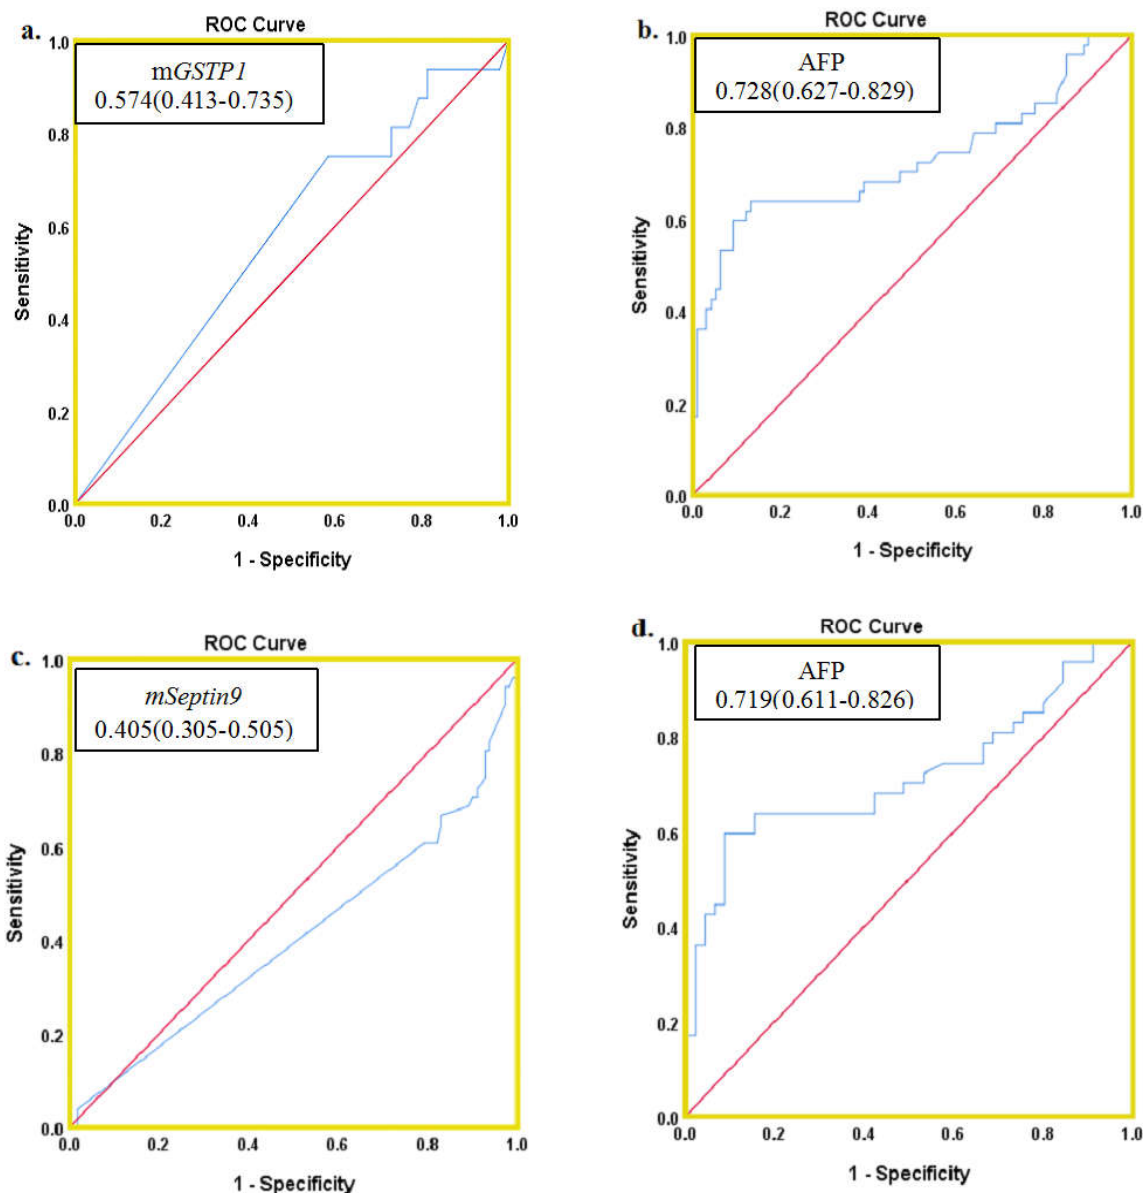 a.
ROC Curve
mGSTP1
0.574(0.413-0.735)
1.0
0.8
0.6
0.4
0.2
0.0
Sensitivity
0.0 0.2 0.4 0.6 0.8 1.0
1 - Specificity
b.
ROC Curve
AFP
0.728(0.627-0.829)
1.0
0.8
0.6
0.4
0.2
0.0
Sensitivity
0.0 0.2 0.4 0.6 0.8 1.0
1 - Specificity
c.
ROC Curve
mSeptin9
0.405(0.305-0.505)
1.0
0.8
0.6
0.4
0.2
0.0
Sensitivity
0.0 0.2 0.4 0.6 0.8 1.0
1 - Specificity
d.
ROC Curve
AFP
0.719(0.611-0.826)
1.0
0.8
0.6
0.4
0.2
0.0
Sensitivity
0.0 0.2 0.4 0.6 0.8 1.0
1 - Specificity